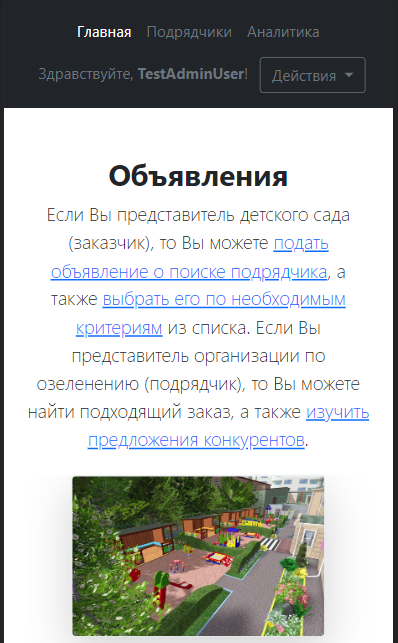 Главная Подрядчики Аналитика
Здравствуйте, TestAdminUser! Действия
Объявления
Если Вы представитель детского сада
(заказчик), то Вы можете подать
объявление о поиске подрядчика, а
также выбрать его по необходимым
критериям из списка. Если Вы
представитель организации по
озеленению (подрядчик), то Вы можете
найти подходящий заказ, а также изучить
предложения конкурентов.